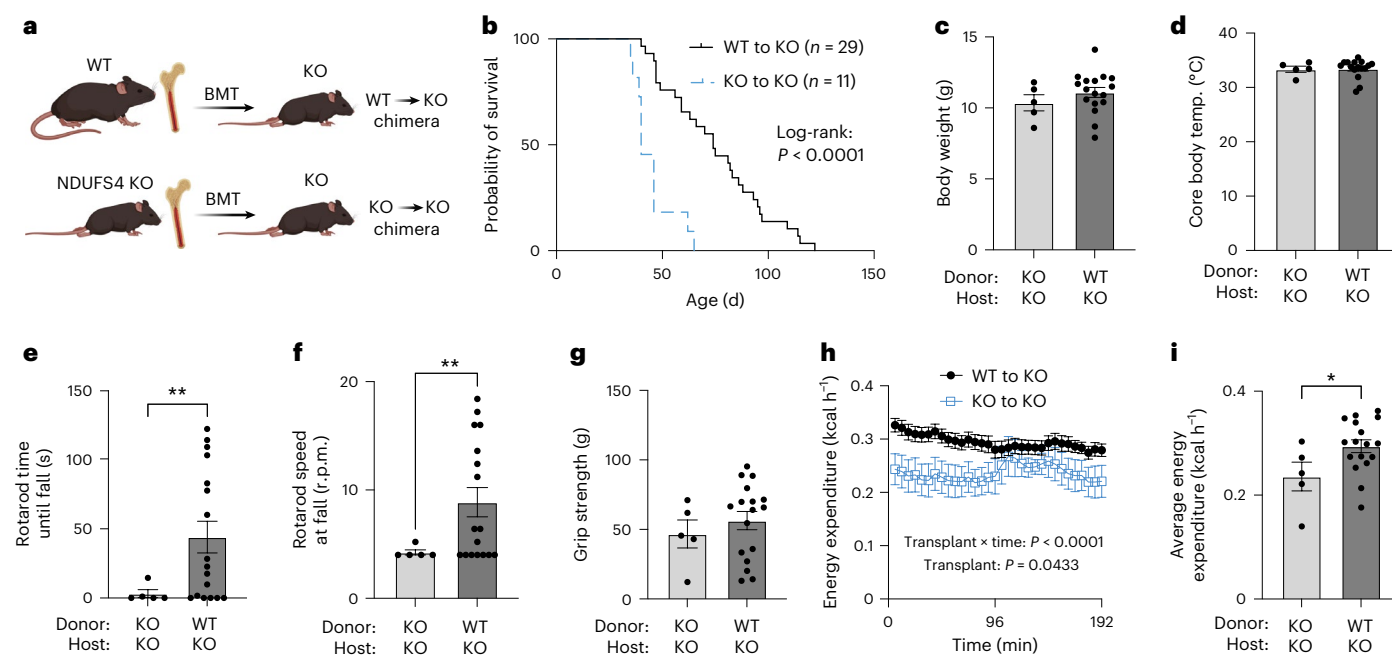 a
WT
BMT
KO
WT → KO
chimera
NDUFS4 KO
BMT
KO
KO → KO
chimera
b
Probability of survival
100
50
0
0
50
100
150
Age (d)
WT to KO (n = 29)
KO to KO (n = 11)
Log-rank:
P < 0.0001
c
Body weight (g)
15
10
5
0
Donor: KO WT
Host: KO KO
d
Core body temp. (°C)
40
30
20
10
0
Donor: KO WT
Host: KO KO
e
Rotarod time
until fall (s)
150
100
50
0
**
Donor: KO WT
Host: KO KO
f
Rotarod speed
at fall (r.p.m.)
20
10
0
**
Donor: KO WT
Host: KO KO
g
Grip strength (g)
150
100
50
0
Donor: KO WT
Host: KO KO
h
Energy expenditure (kcal h⁻¹)
0.4
0.3
0.2
0.1
0
WT to KO
KO to KO
Transplant × time: P < 0.0001
Transplant: P = 0.0433
0
96
192
Time (min)
i
Average energy
expenditure (kcal h⁻¹)
0.4
0.2
0
*
Donor: KO WT
Host: KO KO